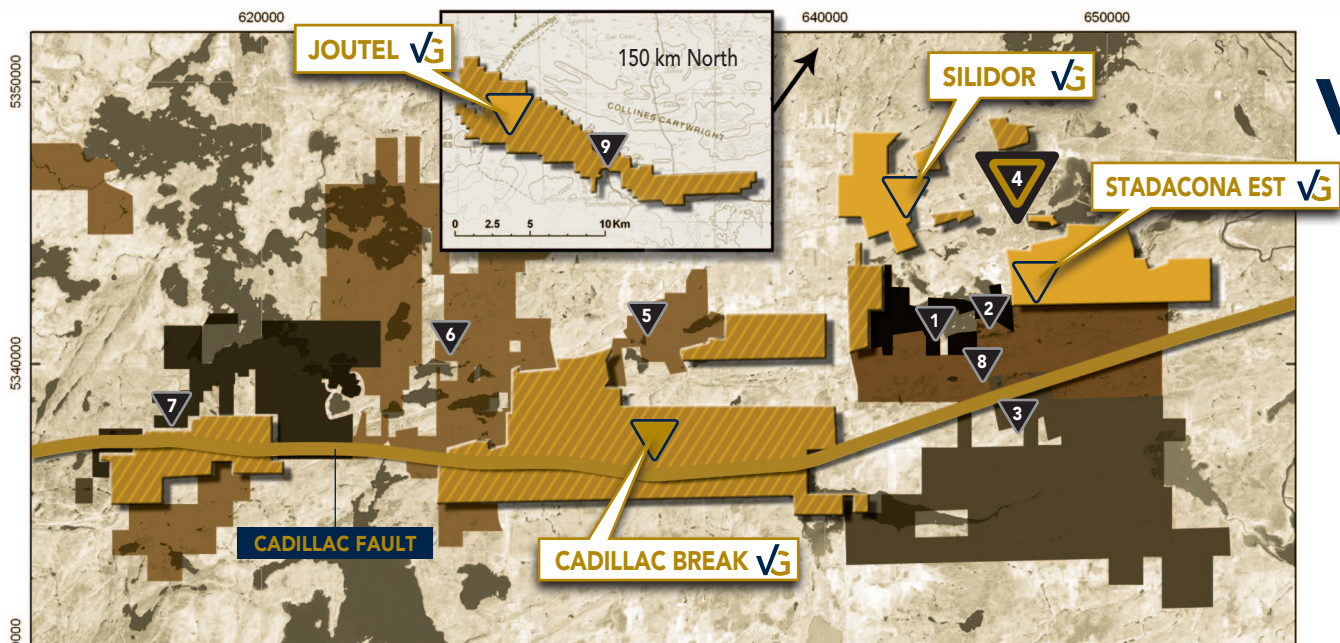 620000
640000
650000
JOUTEL VG
150 km North
SILIDOR VG
5350000
COLLINES CARTWRIGHT
9
4
STADACONA EST VG
0 2.5 5 10 Km
S
6
5
1
2
5340000
8
7
3
CADILLAC FAULT
CADILLAC BREAK VG